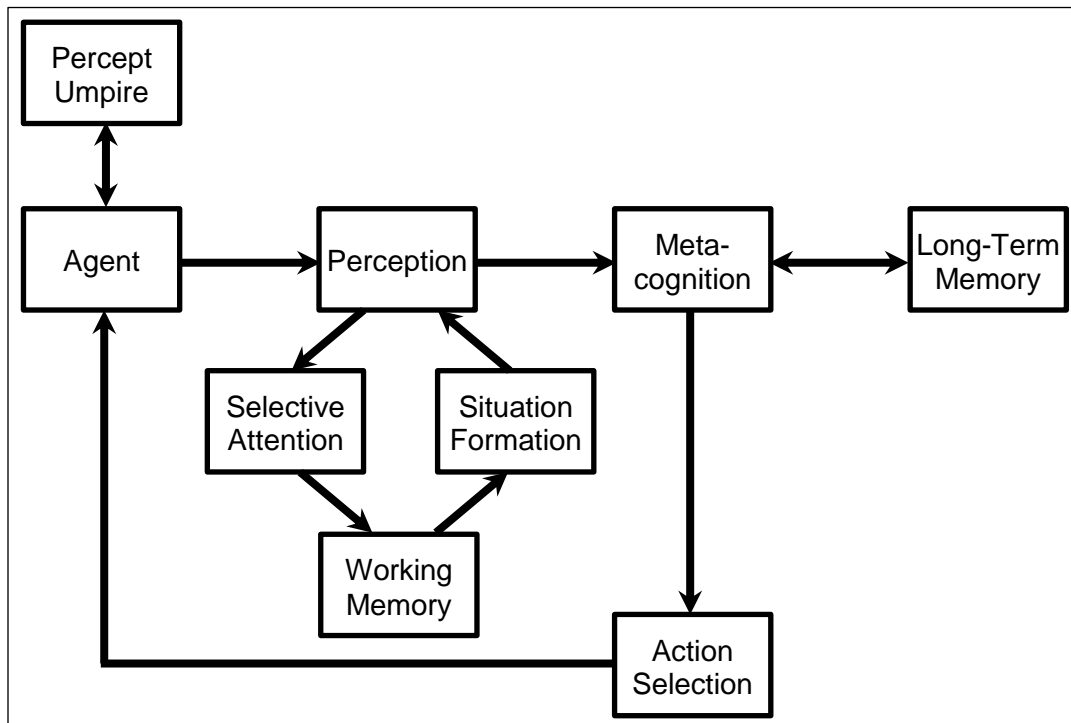 Percept
Umpire
Agent
Perception
Meta-
cognition
Long-Term
Memory
Selective
Attention
Situation
Formation
Working
Memory
Action
Selection